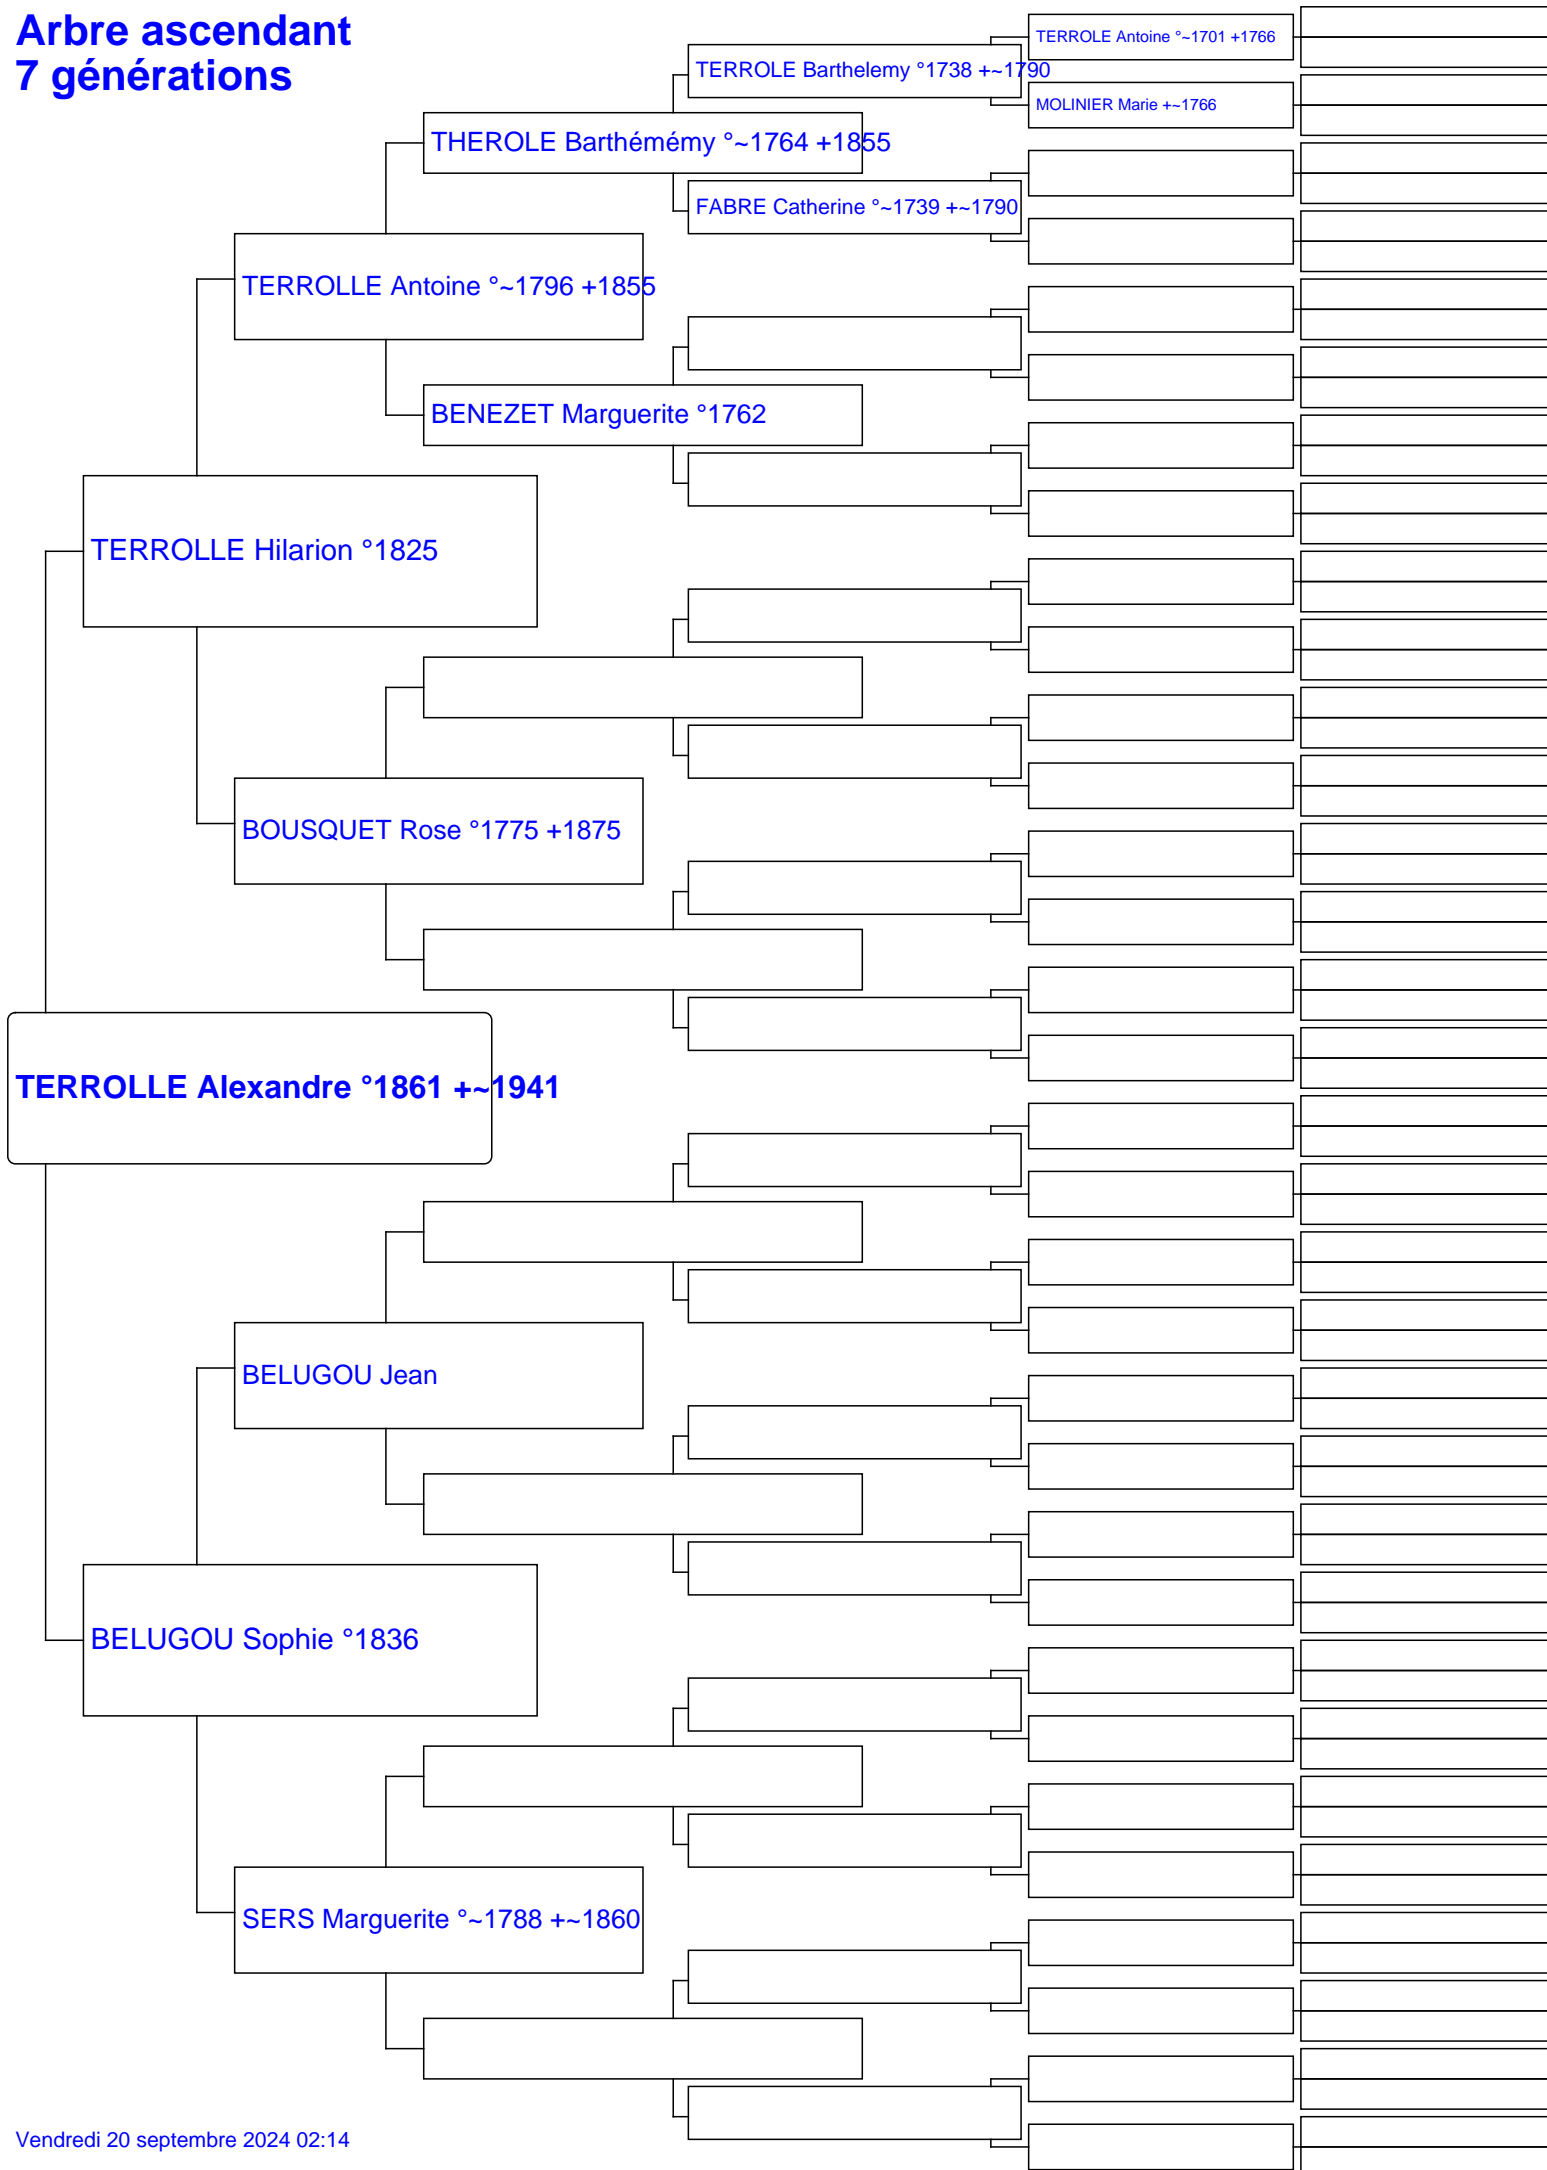 Arbre ascendant
7 générations
TERROLE Antoine °~1701 +1766
TERROLE Barthelemy °1738 +~1790
MOLINIER Marie +~1766
THEROLE Barthémémy °~1764 +1855
FABRE Catherine °~1739 +~1790
TERROLLE Antoine °~1796 +1855
BENEZET Marguerite °1762
TERROLLE Hilarion °1825
BOUSQUET Rose °1775 +1875
TERROLLE Alexandre °1861 +~1941
BELUGOU Jean
BELUGOU Sophie °1836
SERS Marguerite °~1788 +~1860
Vendredi 20 septembre 2024 02:14